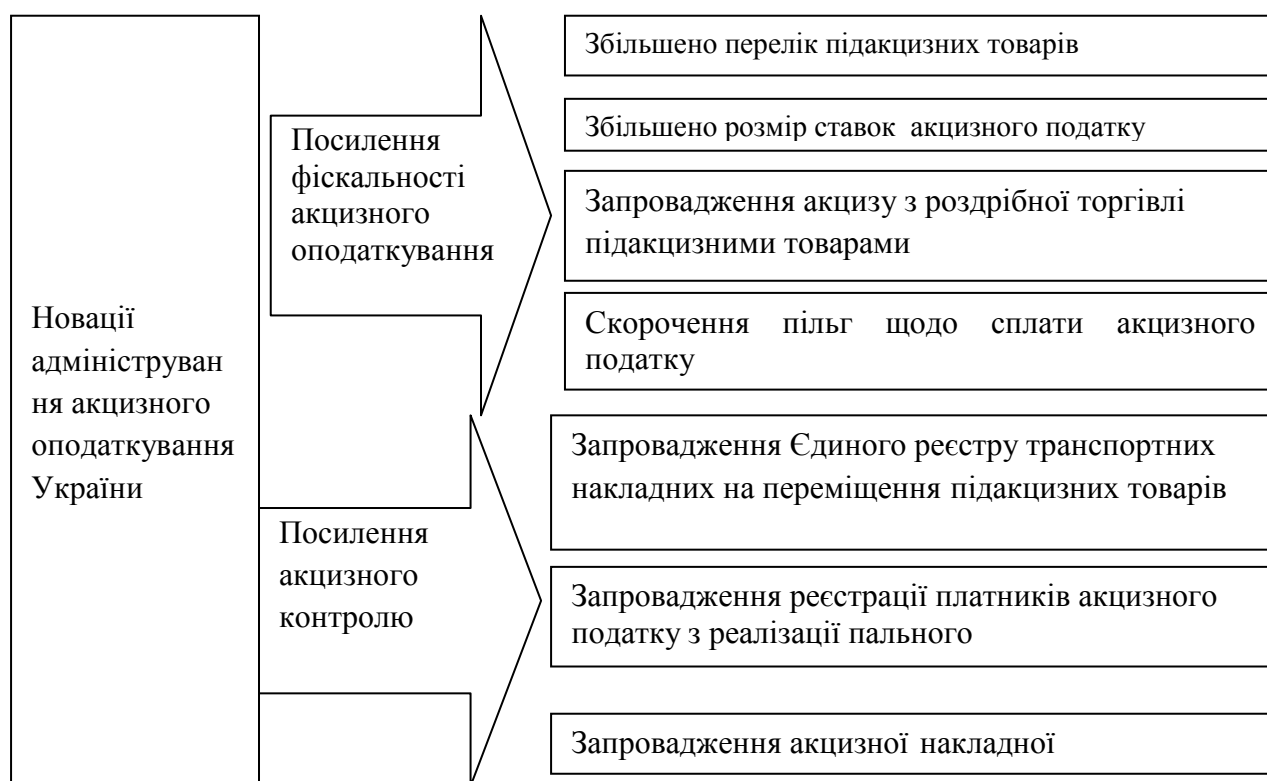 Новації
адмініструван
ня акцизного
оподаткування
України
Посилення
фіскальності
акцизного
оподаткування
Збільшено перелік підакцизних товарів
Збільшено розмір ставок акцизного податку
Запровадження акцизу з роздрібної торгівлі
підакцизними товарами
Скорочення пільг щодо сплати акцизного
податку
Посилення
акцизного
контролю
Запровадження Єдиного реєстру транспортних
накладних на переміщення підакцизних товарів
Запровадження реєстрації платників акцизного
податку з реалізації пального
Запровадження акцизної накладної